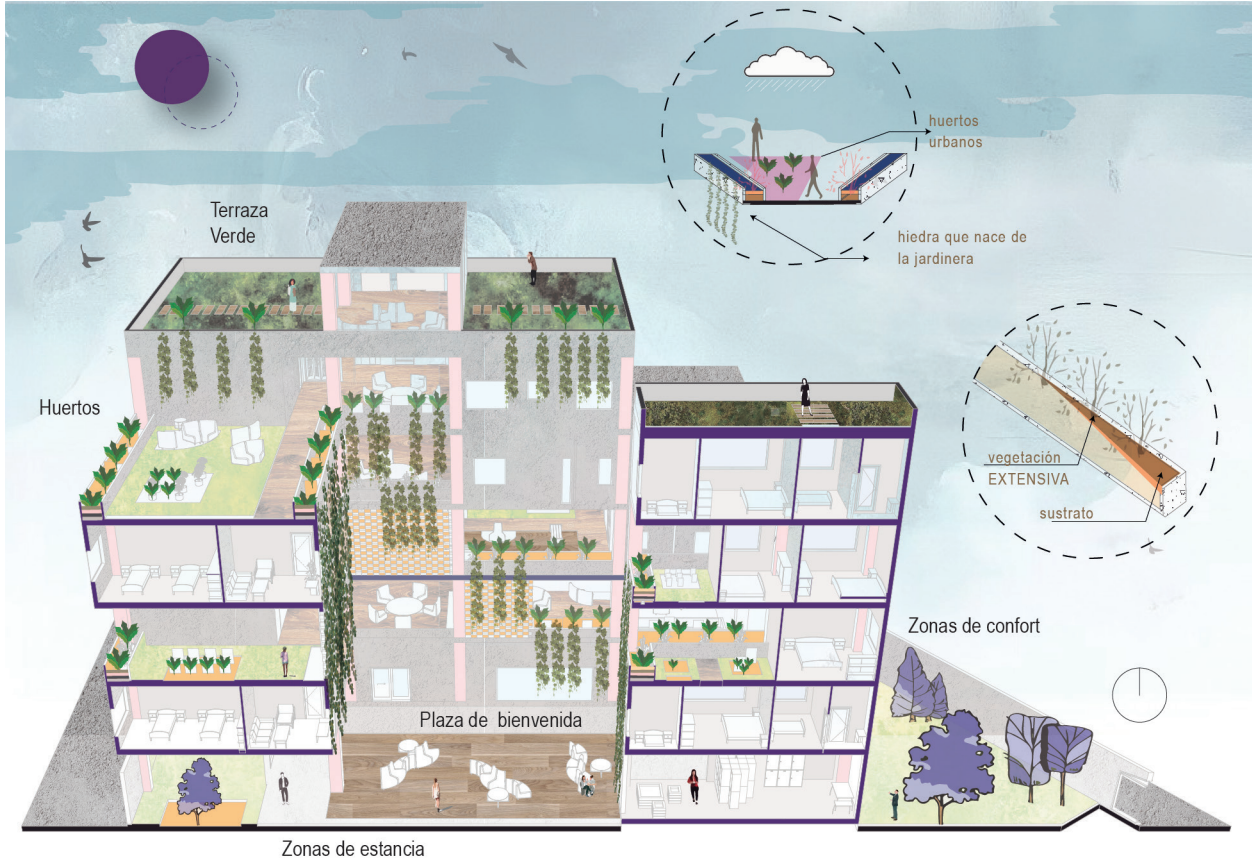 huertos
urbanos
Terraza
Verde
hiedra que nace de
la jardinera
Huertos
vegetación
EXTENSIVA
sustrato
Zonas de confort
Plaza de bienvenida
Zonas de estancia